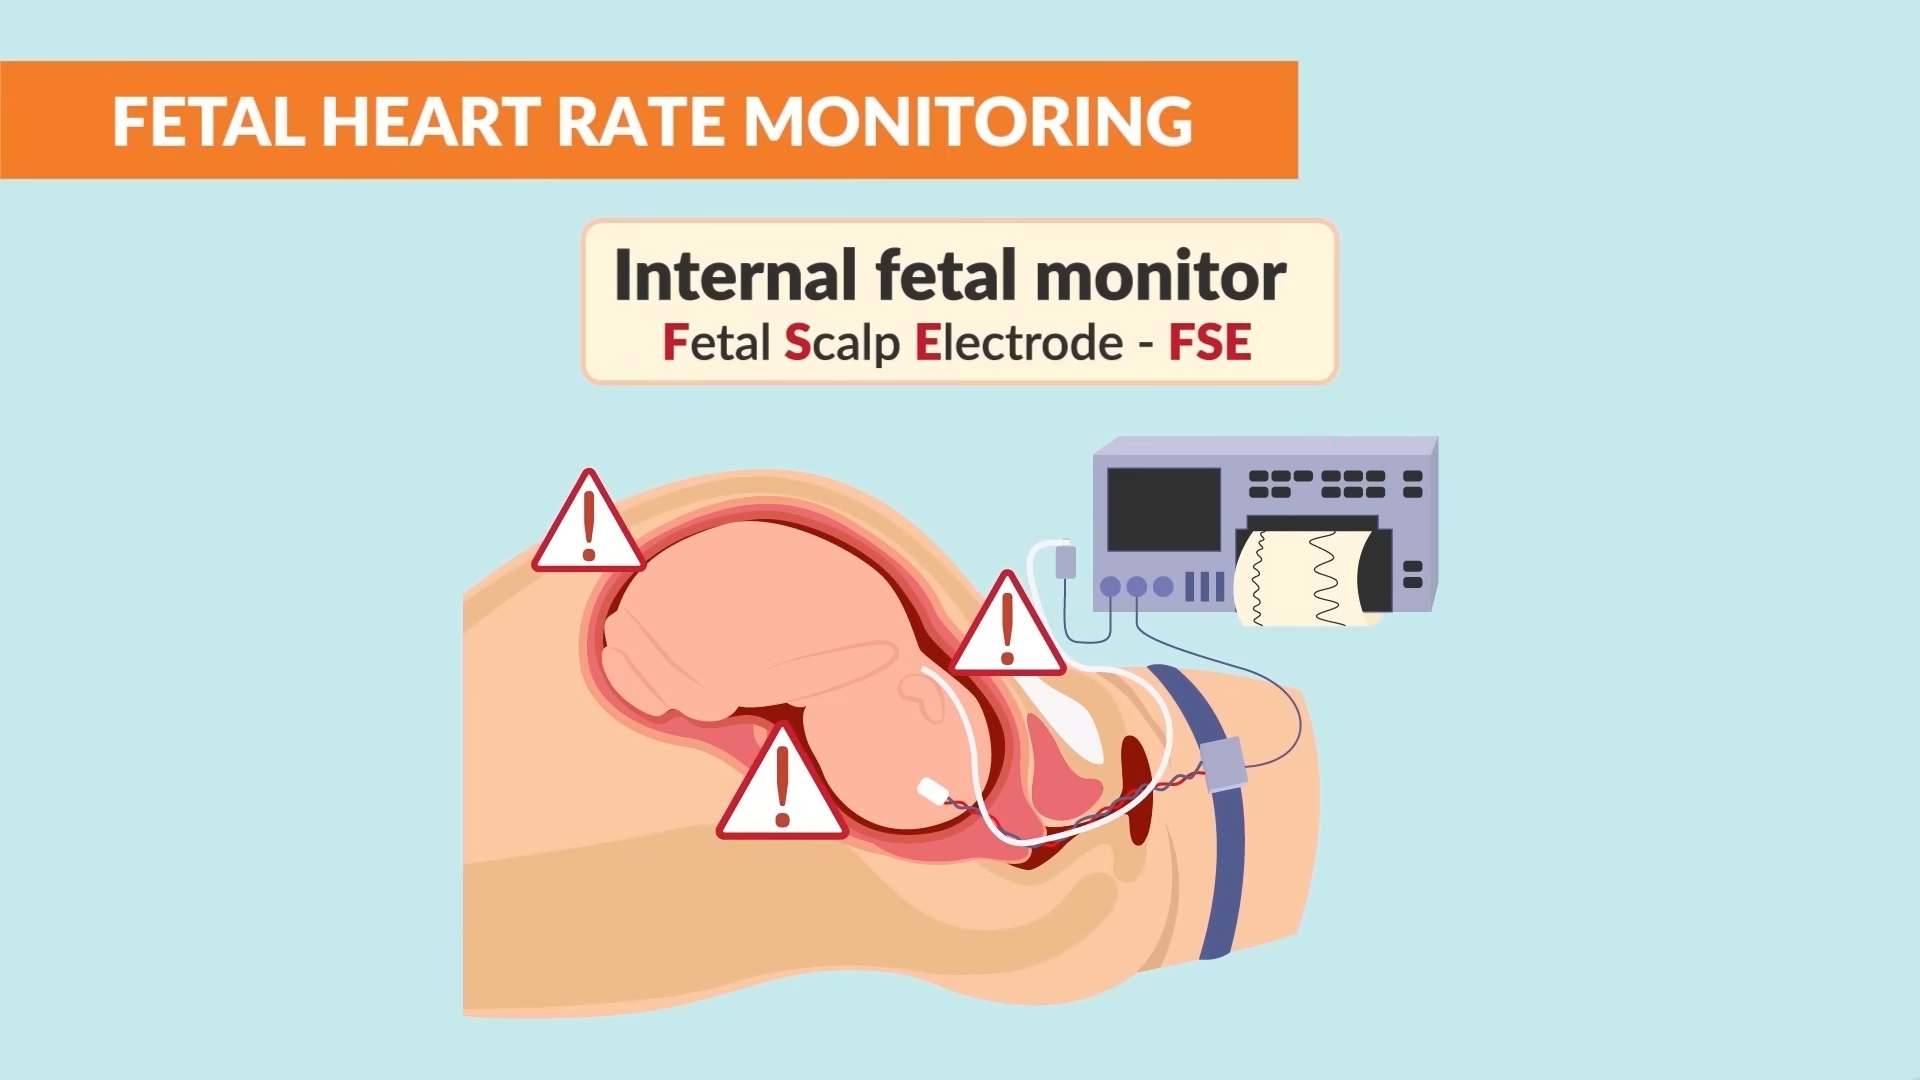 FETAL HEART RATE MONITORING
Internal fetal monitor
Fetal Scalp Electrode - FSE